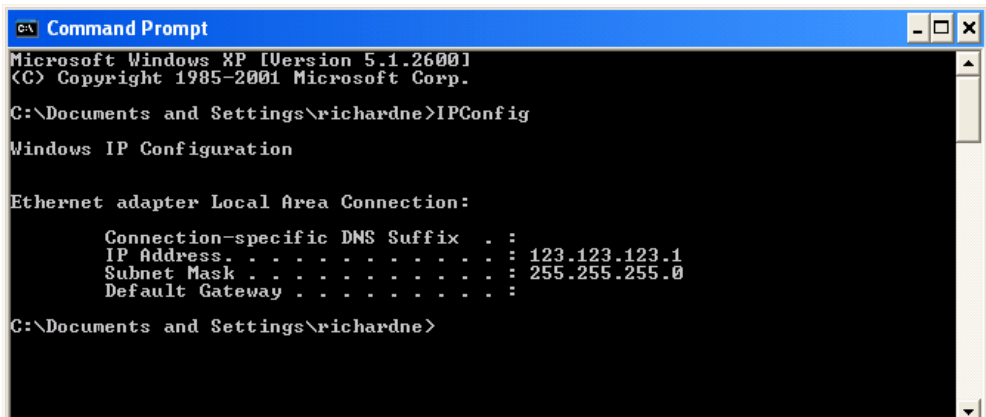 Command Prompt
Microsoft Windows XP [Version 5.1.2600]
(C) Copyright 1985-2001 Microsoft Corp.
C:\Documents and Settings\richardne>IPConfig
Windows IP Configuration
Ethernet adapter Local Area Connection:
Connection-specific DNS Suffix . :
IP Address. . . . . . . . . . . . : 123.123.123.1
Subnet Mask . . . . . . . . . . . : 255.255.255.0
Default Gateway . . . . . . . . . :
C:\Documents and Settings\richardne>